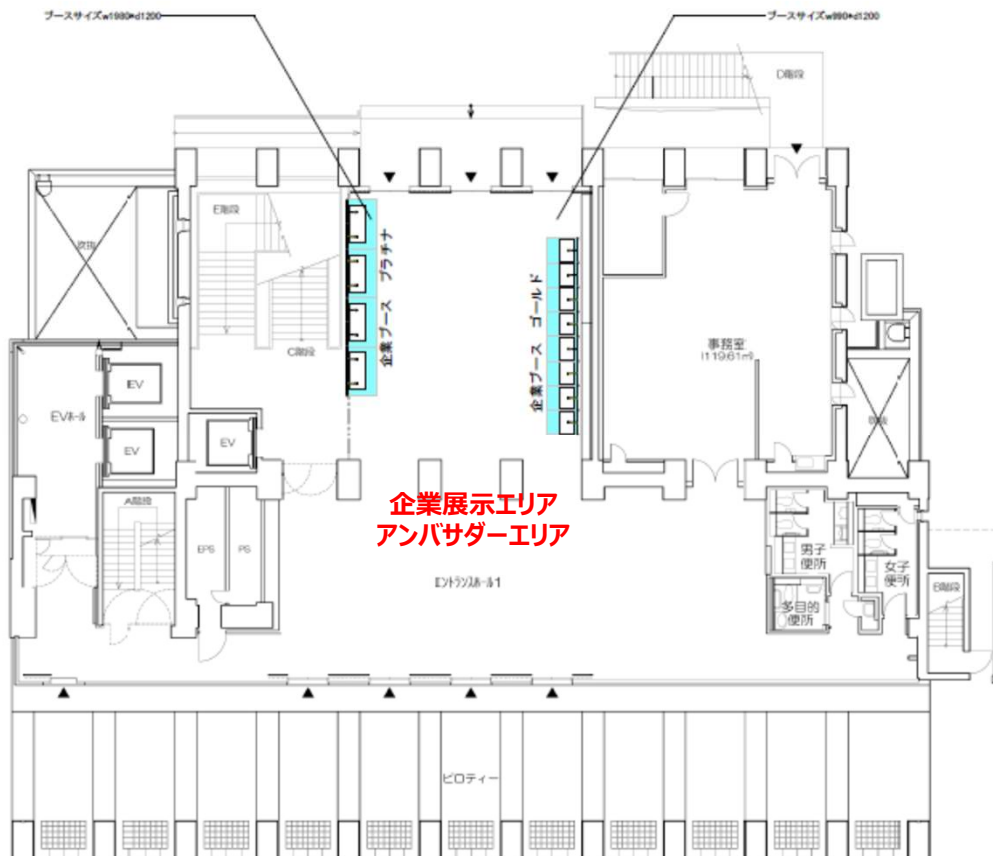 ブースサイズw1980*d1200
ブースサイズw990*d1200
D階段
E階段
吹抜
企業ブース プラチナ
企業ブース ゴールド
C階段
事務室
(119.61㎡)
EV
EVホール
EV
EV
A階段
企業展示エリア
アンバサダーエリア
EPS
PS
男子
便所
女子
便所
エントランスホール1
B階段
多目的
便所
ピロティー